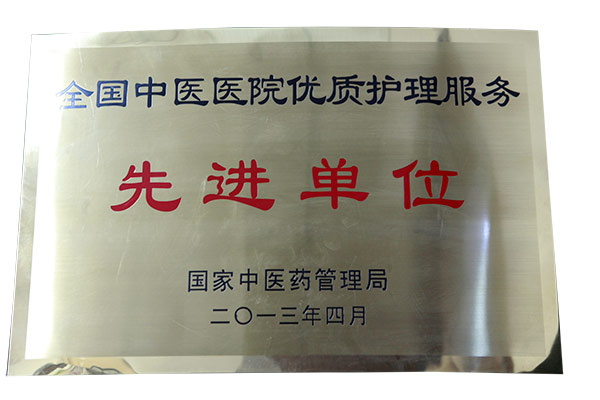 全国中医医院优质护理服务
先进单位
国家中医药管理局
二〇一三年四月